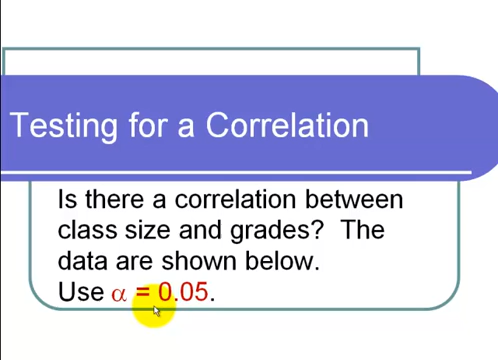 Testing for a Correlation
Is there a correlation between
class size and grades? The
data are shown below.
Use α = 0.05.